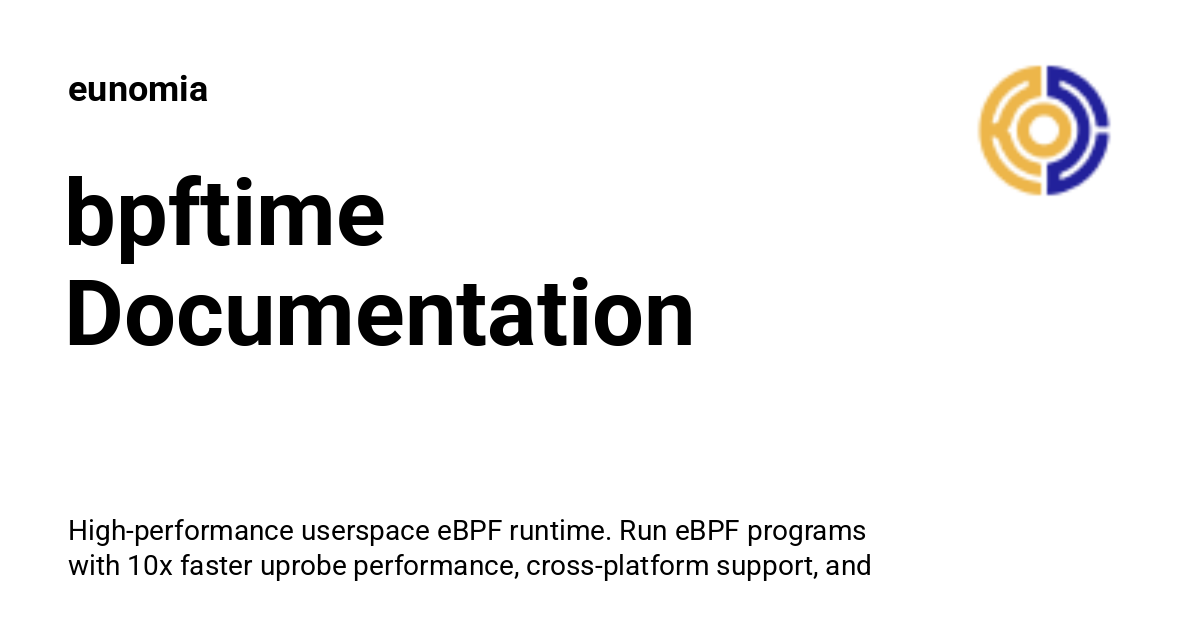 eunomia
bpftime
Documentation
High-performance userspace eBPF runtime. Run eBPF programs
with 10x faster uprobe performance, cross-platform support, and